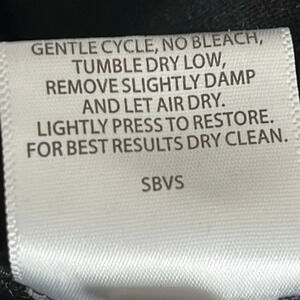 GENTLE CYCLE, NO BLEACH,
TUMBLE DRY LOW,
REMOVE SLIGHTLY DAMP
AND LET AIR DRY.
LIGHTLY PRESS TO RESTORE.
FOR BEST RESULTS DRY CLEAN.
SBVS